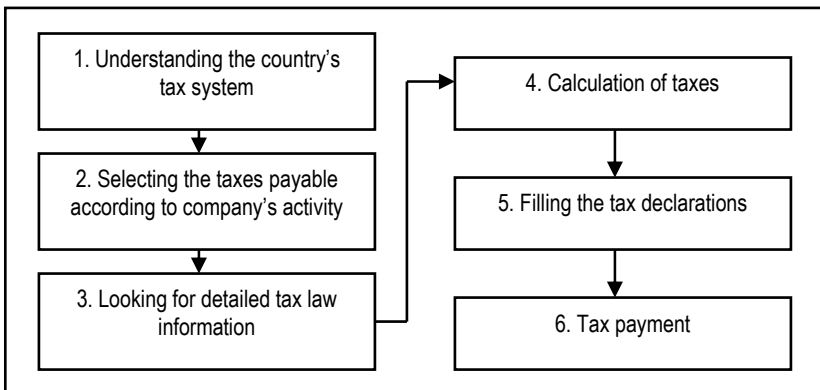 1. Understanding the country’s
tax system
2. Selecting the taxes payable
according to company’s activity
3. Looking for detailed tax law
information
4. Calculation of taxes
5. Filling the tax declarations
6. Tax payment